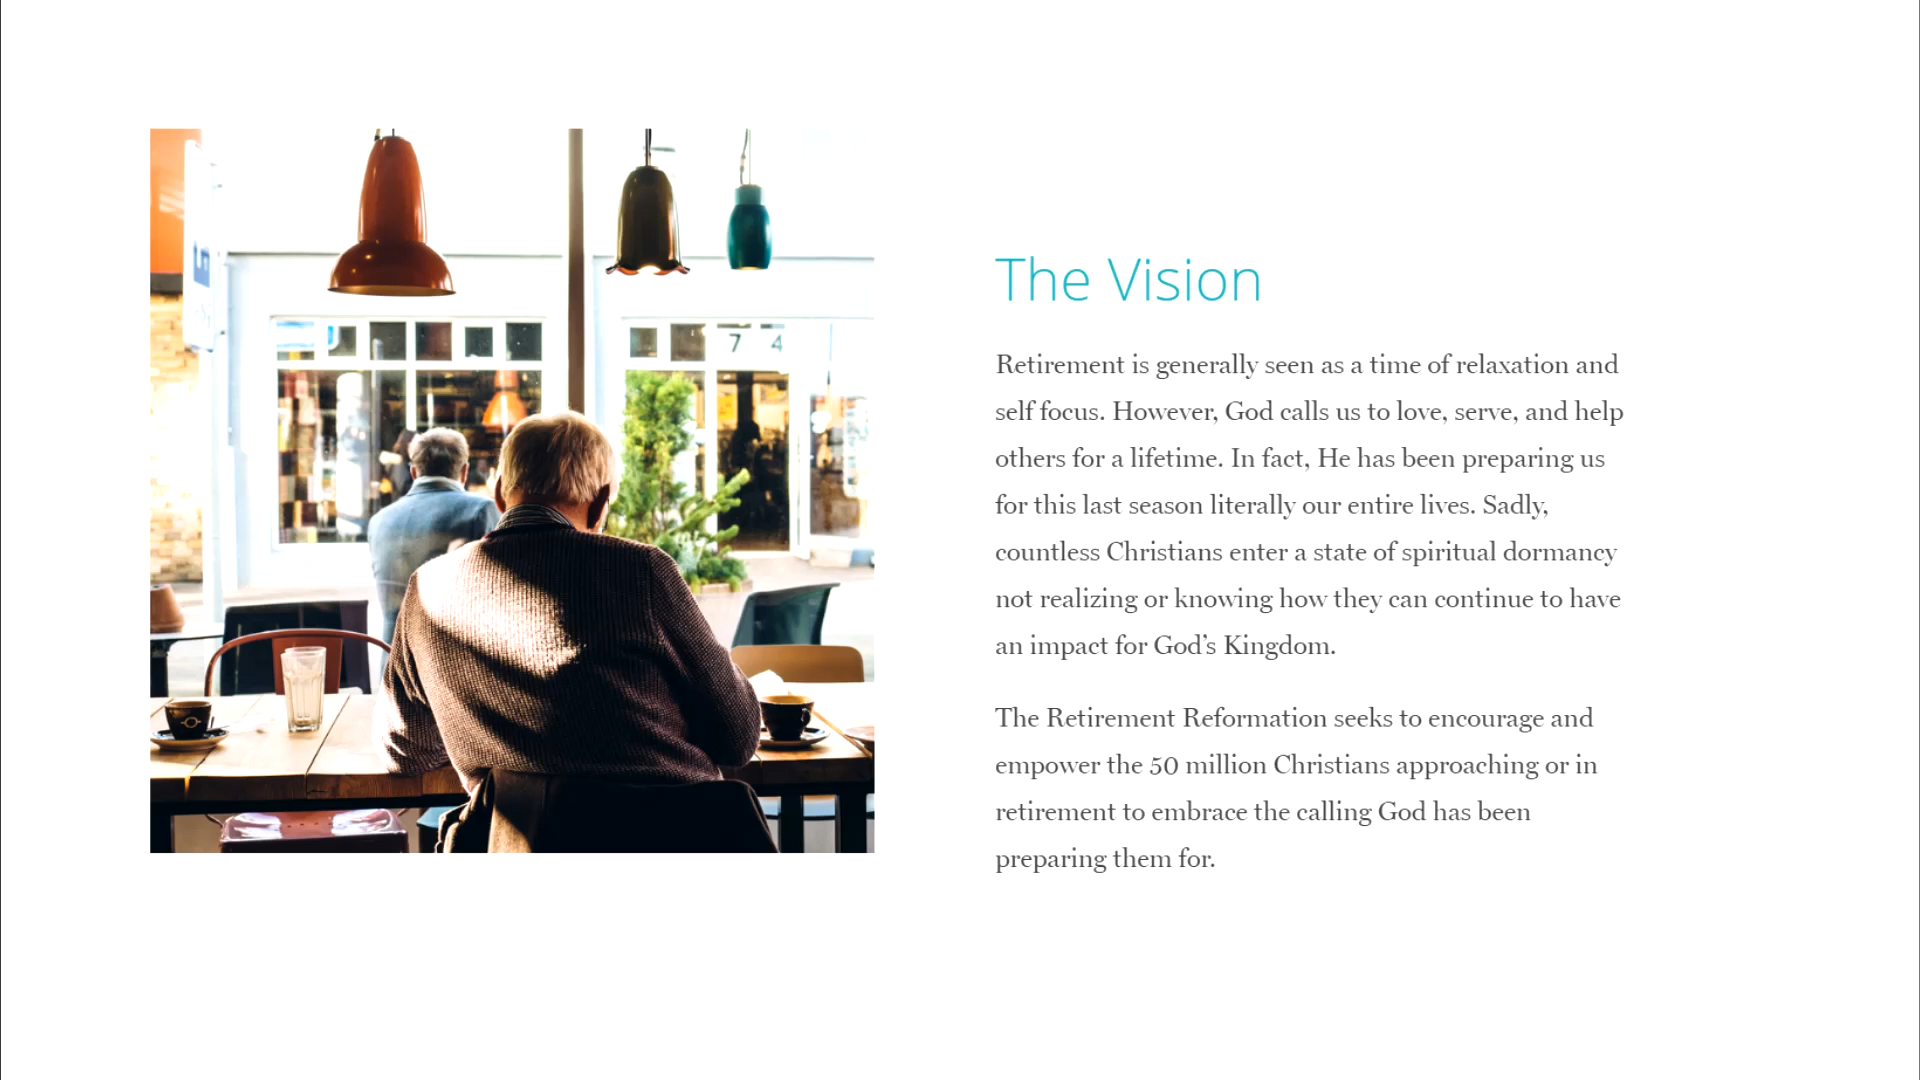 7 4
The Vision
Retirement is generally seen as a time of relaxation and
self focus. However, God calls us to love, serve, and help
others for a lifetime. In fact, He has been preparing us
for this last season literally our entire lives. Sadly,
countless Christians enter a state of spiritual dormancy
not realizing or knowing how they can continue to have
an impact for God’s Kingdom.
The Retirement Reformation seeks to encourage and
empower the 50 million Christians approaching or in
retirement to embrace the calling God has been
preparing them for.